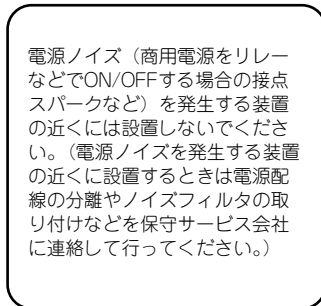 電源ノイズ（商用電源をリレー
などでON/OFFする場合の接点
スパークなど）を発生する装置
の近くには設置しないでくださ
い。（電源ノイズを発生する装置
の近くに設置するときは電源配
線の分離やノイズフィルタの取
り付けなどを保守サービス会社
に連絡して行ってください。）